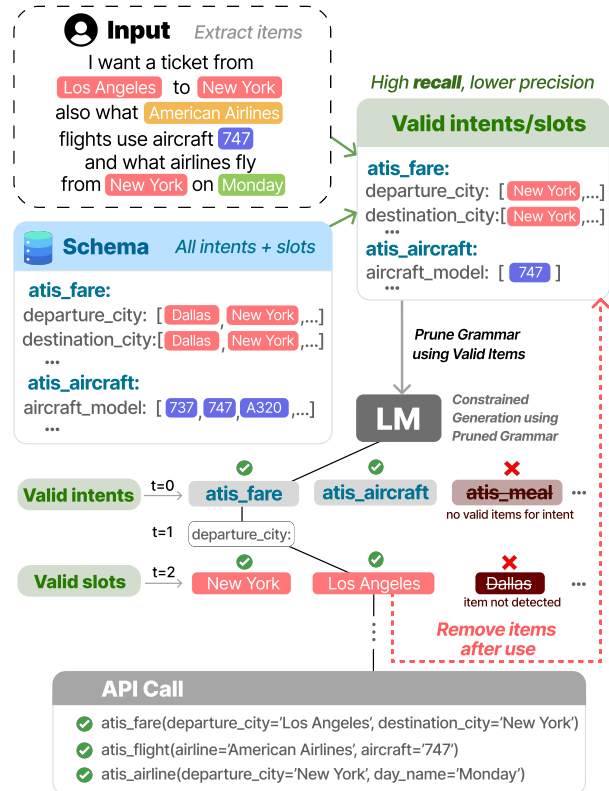 Input
Extract items
I want a ticket from
Los Angeles to New York
also what American Airlines
flights use aircraft 747
and what airlines fly
from New York on Monday
High recall, lower precision
Valid intents/slots
atis_fare:
departure_city: [ New York ,...]
destination_city:[ New York ,...]
...
atis_aircraft:
aircraft_model: [ 747 ]
...
Schema
All intents + slots
atis_fare:
departure_city: [ Dallas , New York ,...]
destination_city:[ Dallas , New York ,...]
...
atis_aircraft:
aircraft_model: [ 737 , 747 , A320 ,...]
...
Prune Grammar
using Valid Items
LM
Constrained
Generation using
Pruned Grammar
Valid intents
t=0
atis_fare
atis_aircraft
atis_meal
...
no valid items for intent
t=1
departure_city:
Valid slots
t=2
New York
Los Angeles
Dallas
...
item not detected
Remove items
after use
API Call
atis_fare(departure_city='Los Angeles', destination_city='New York')
atis_flight(airline='American Airlines', aircraft='747')
atis_airline(departure_city='New York', day_name='Monday')